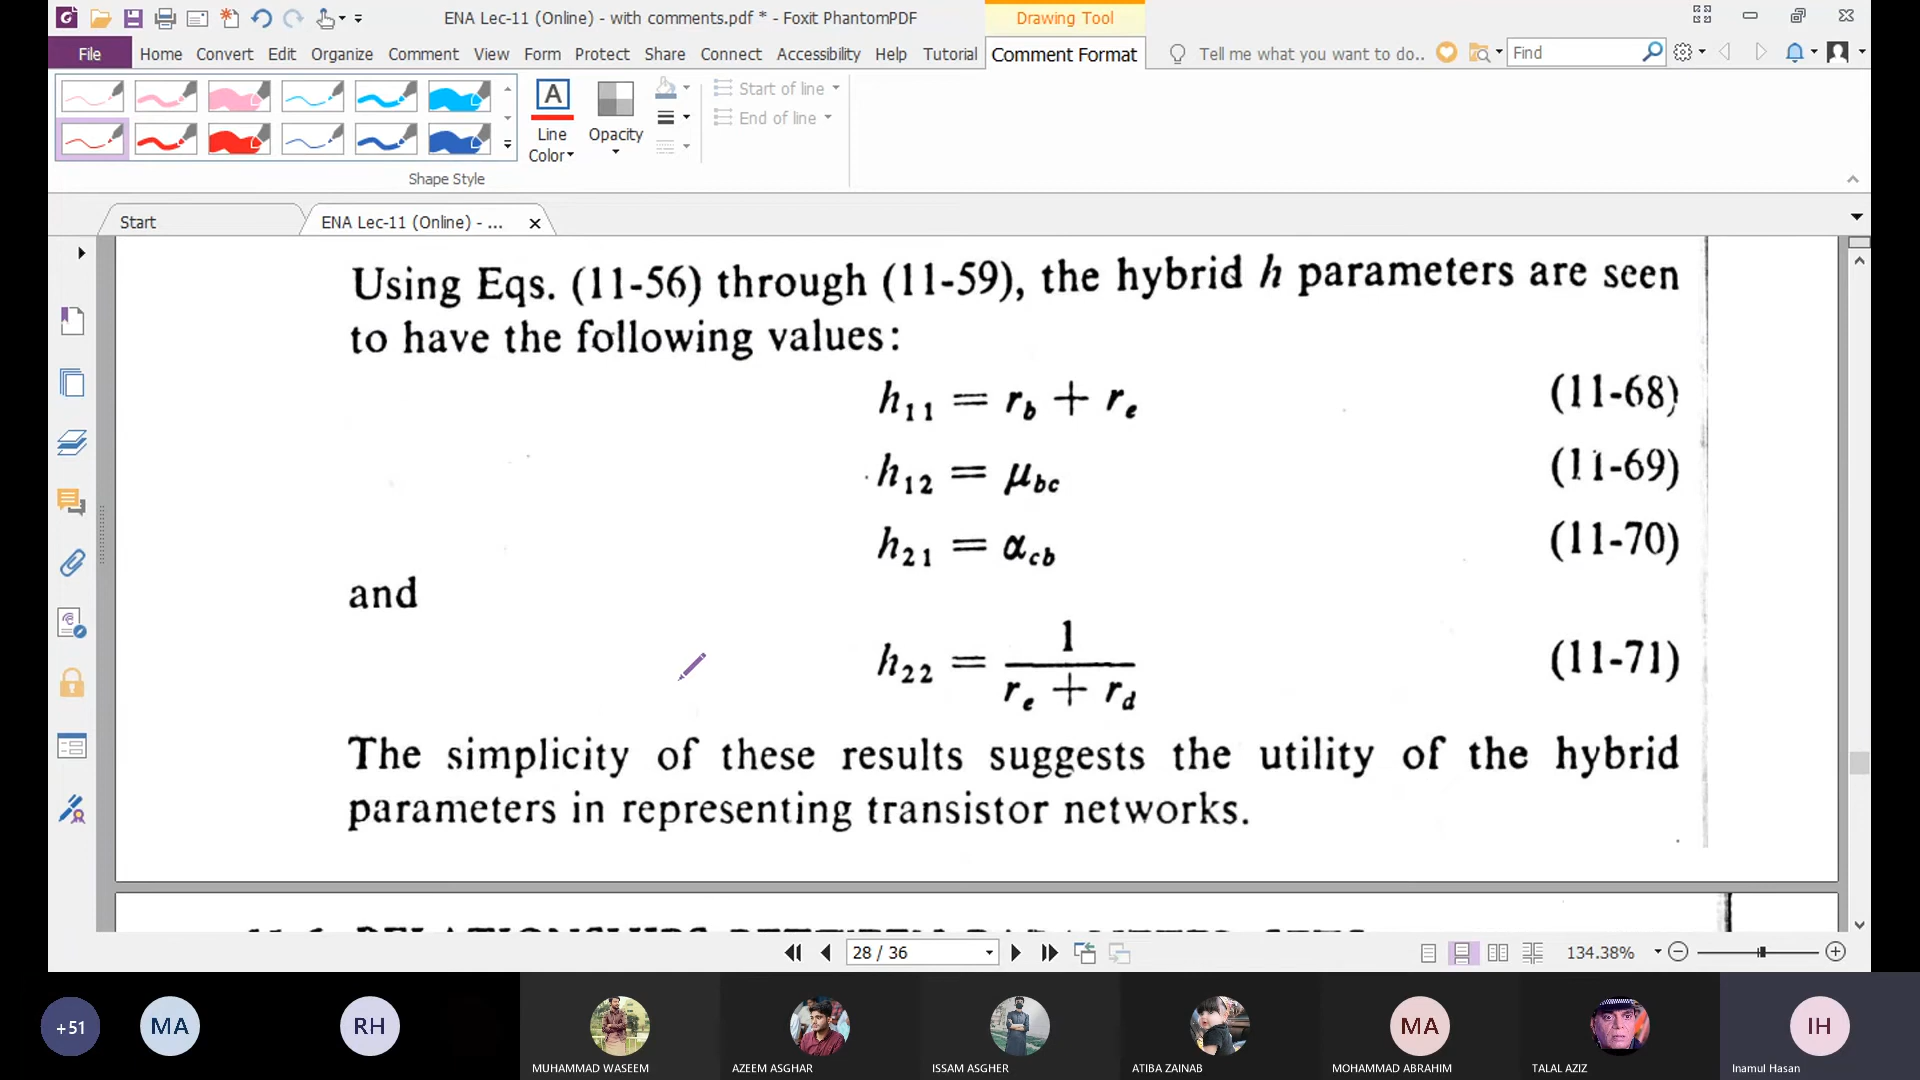 ENA Lec-11 (Online) - with comments.pdf * - Foxit PhantomPDF
Drawing Tool
File Home Convert Edit Organize Comment View Form Protect Share Connect Accessibility Help Tutorial Comment Format Tell me what you want to do.. Find
A
Line Color
Opacity
Start of line
End of line
Shape Style
Start
ENA Lec-11 (Online) - ...
Using Eqs. (11-56) through (11-59), the hybrid h parameters are seen
to have the following values:
h₁₁ = r_b + r_e (11-68)
h₁₂ = μ_bc (11-69)
h₂₁ = α_cb (11-70)
and
h₂₂ = 1 / (r_e + r_d) (11-71)
The simplicity of these results suggests the utility of the hybrid
parameters in representing transistor networks.
28 / 36
134.38%
+51 MA RH MA IH
MUHAMMAD WASEEM AZEEM ASGHAR ISSAM ASGHER ATIBA ZAINAB MOHAMMAD ABRAHIM TALAL AZIZ Inamul Hasan